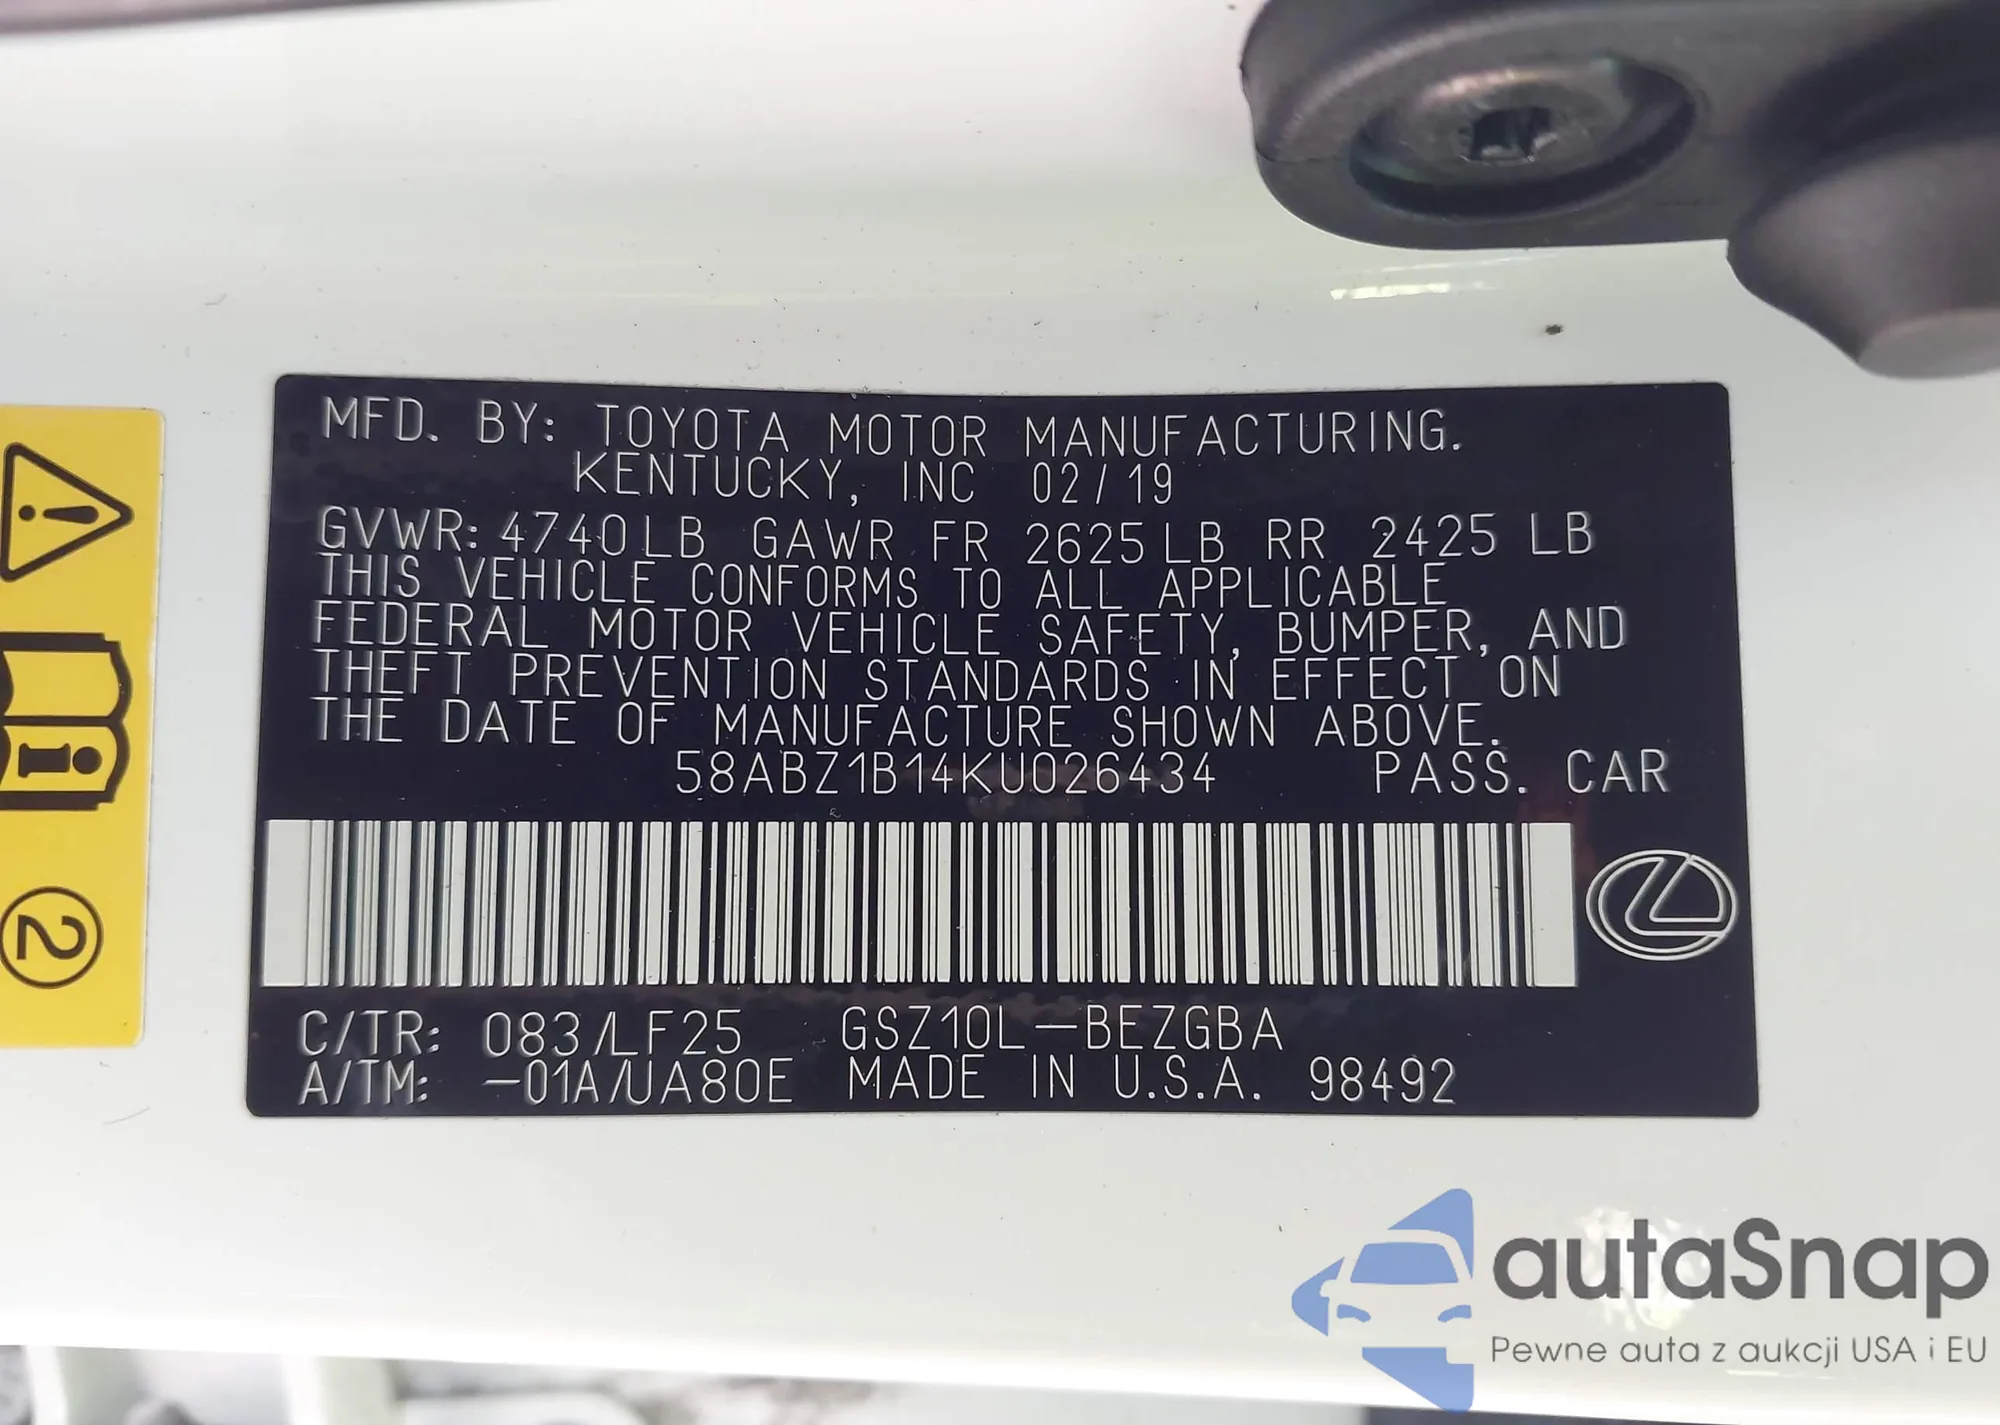 MFD. BY: TOYOTA MOTOR MANUFACTURING.
KENTUCKY, INC 02/19
GVWR: 4740LB GAWR FR 2625LB RR 2425 LB
THIS VEHICLE CONFORMS TO ALL APPLICABLE
FEDERAL MOTOR VEHICLE SAFETY, BUMPER, AND
THEFT PREVENTION STANDARDS IN EFFECT ON
THE DATE OF MANUFACTURE SHOWN ABOVE.
58ABZ1B14KU026434 PASS. CAR
C/TR: 083/LF25 GSZ10L-BEZGBA
A/TM: -01A/UA80E MADE IN U.S.A. 98492
2
autaSnap
Pewne auta z aukcji USA i EU